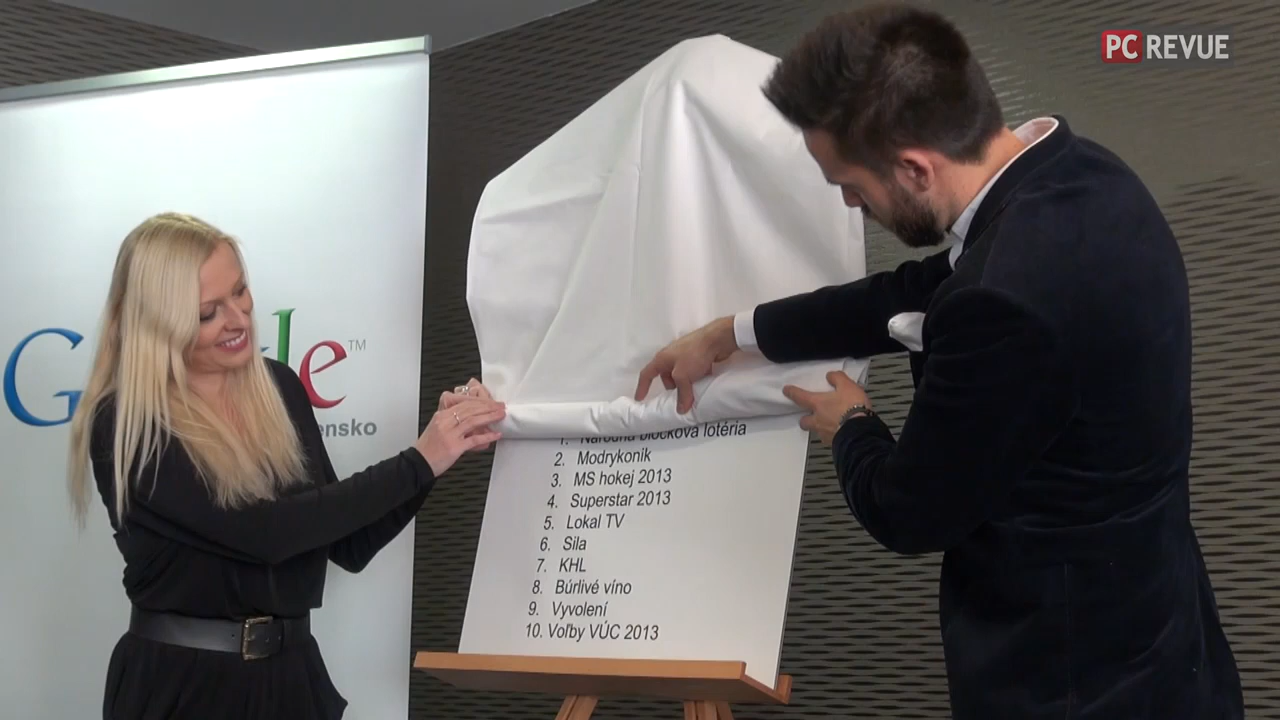 PC REVUE
G le™
ensko
1. Národná bločková lotéria
2. Modrykonik
3. MS hokej 2013
4. Superstar 2013
5. Lokal TV
6. Sila
7. KHL
8. Búrlivé víno
9. Vyvolení
10. Voľby VÚC 2013